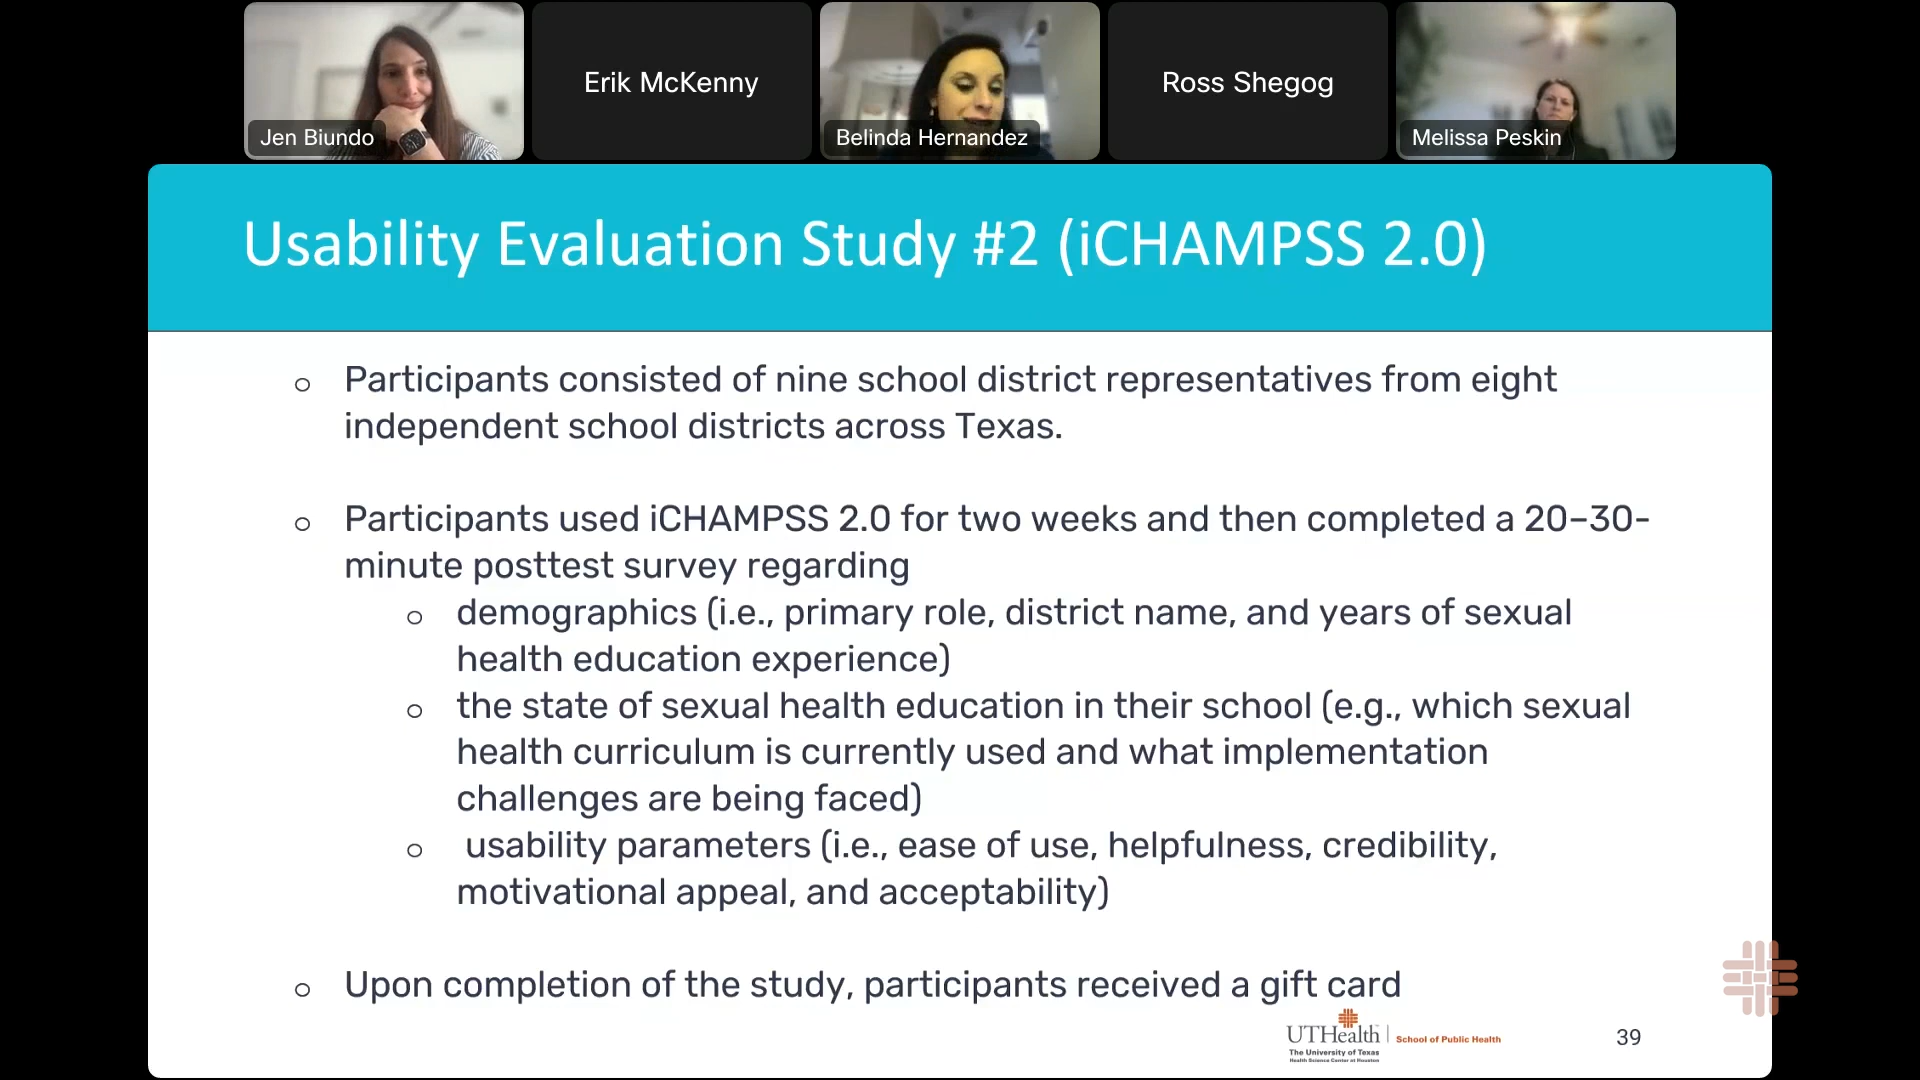 Jen Biundo
Erik McKenny
Belinda Hernandez
Ross Shegog
Melissa Peskin
Usability Evaluation Study #2 (iCHAMPSS 2.0)
Participants consisted of nine school district representatives from eight
independent school districts across Texas.
Participants used iCHAMPSS 2.0 for two weeks and then completed a 20–30-
minute posttest survey regarding
demographics (i.e., primary role, district name, and years of sexual
health education experience)
the state of sexual health education in their school (e.g., which sexual
health curriculum is currently used and what implementation
challenges are being faced)
usability parameters (i.e., ease of use, helpfulness, credibility,
motivational appeal, and acceptability)
Upon completion of the study, participants received a gift card
UTHealth
The University of Texas
Health Science Center at Houston
School of Public Health
39